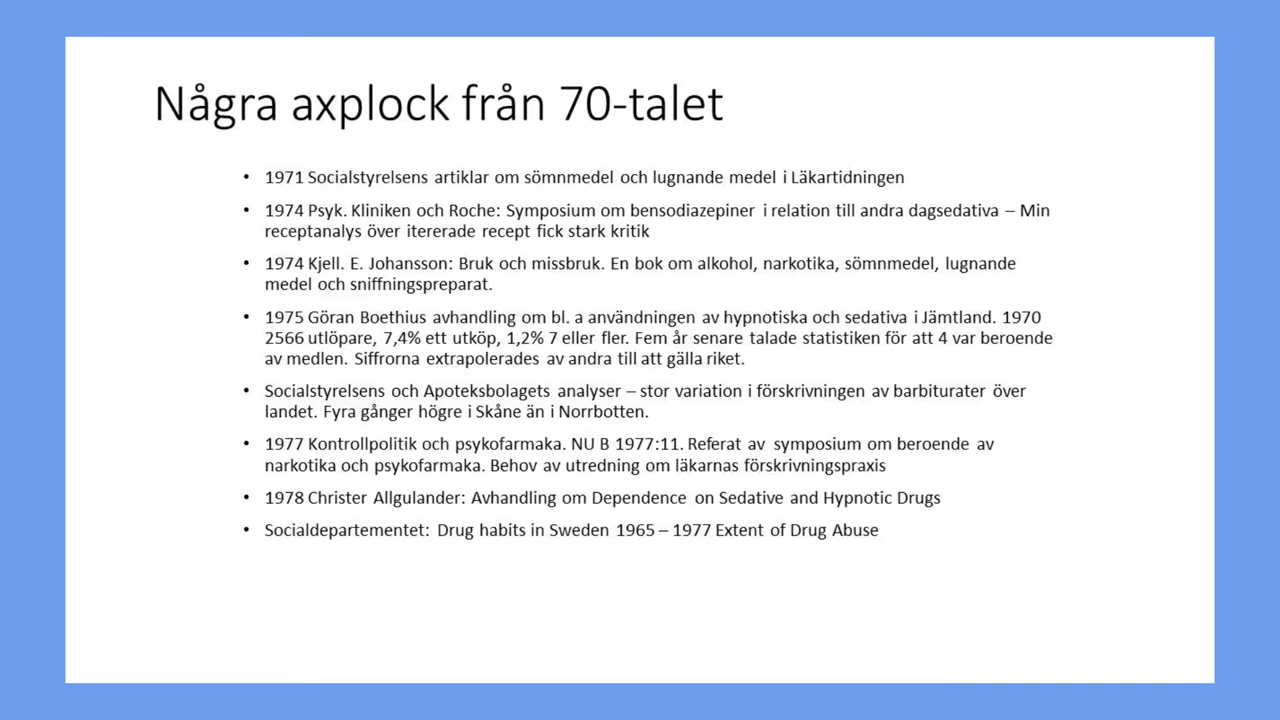 Några axplock från 70-talet
• 1971 Socialstyrelsens artiklar om sömnmedel och lugnande medel i Läkartidningen
• 1974 Psyk. Kliniken och Roche: Symposium om bensodiazepiner i relation till andra dagsedativa – Min
receptanalys över itererade recept fick stark kritik
• 1974 Kjell. E. Johansson: Bruk och missbruk. En bok om alkohol, narkotika, sömnmedel, lugnande
medel och sniffningspreparat.
• 1975 Göran Boethius avhandling om bl. a användningen av hypnotiska och sedativa i Jämtland. 1970
2566 utlöpare, 7,4% ett utköp, 1,2% 7 eller fler. Fem år senare talade statistiken för att 4 var beroende
av medlen. Siffrorna extrapolerades av andra till att gälla riket.
• Socialstyrelsens och Apoteksbolagets analyser – stor variation i förskrivningen av barbiturater över
landet. Fyra gånger högre i Skåne än i Norrbotten.
• 1977 Kontrollpolitik och psykofarmaka. NU B 1977:11. Referat av symposium om beroende av
narkotika och psykofarmaka. Behov av utredning om läkarnas förskrivningspraxis
• 1978 Christer Allgulander: Avhandling om Dependence on Sedative and Hypnotic Drugs
• Socialdepartementet: Drug habits in Sweden 1965 – 1977 Extent of Drug Abuse